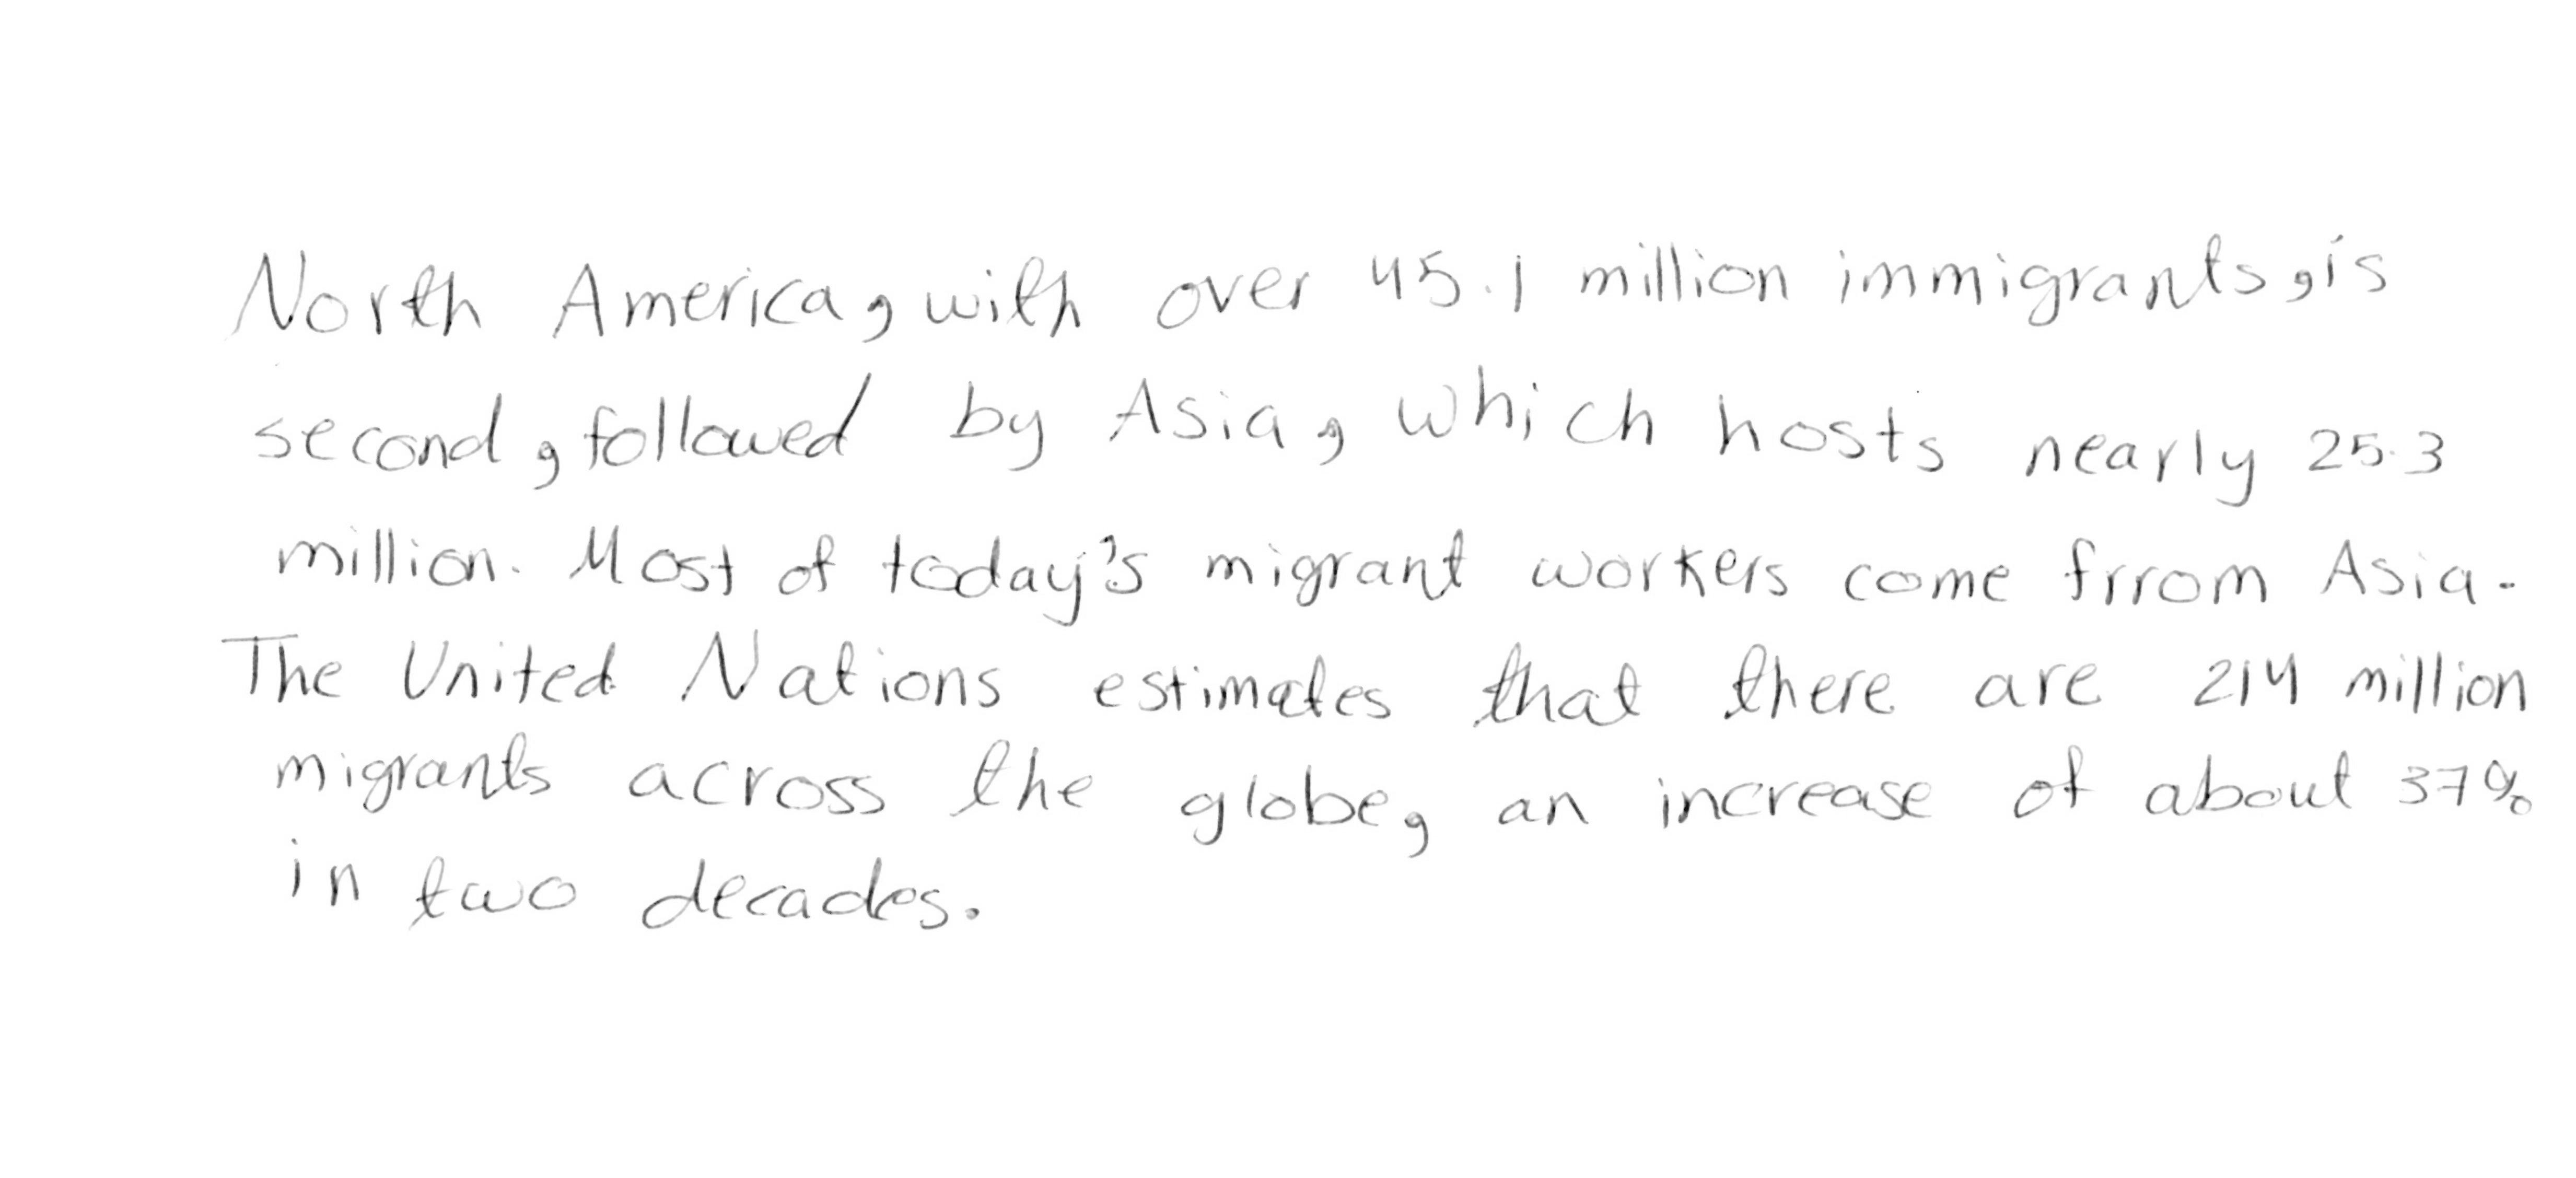 North America, with over 45.1 million immigrants, is
second, followed by Asia, which hosts nearly 25.3
million. Most of today's migrant workers come frrom Asia.
The United Nations estimates that there are 214 million
migrants across the globe, an increase of about 37%
in two decades.